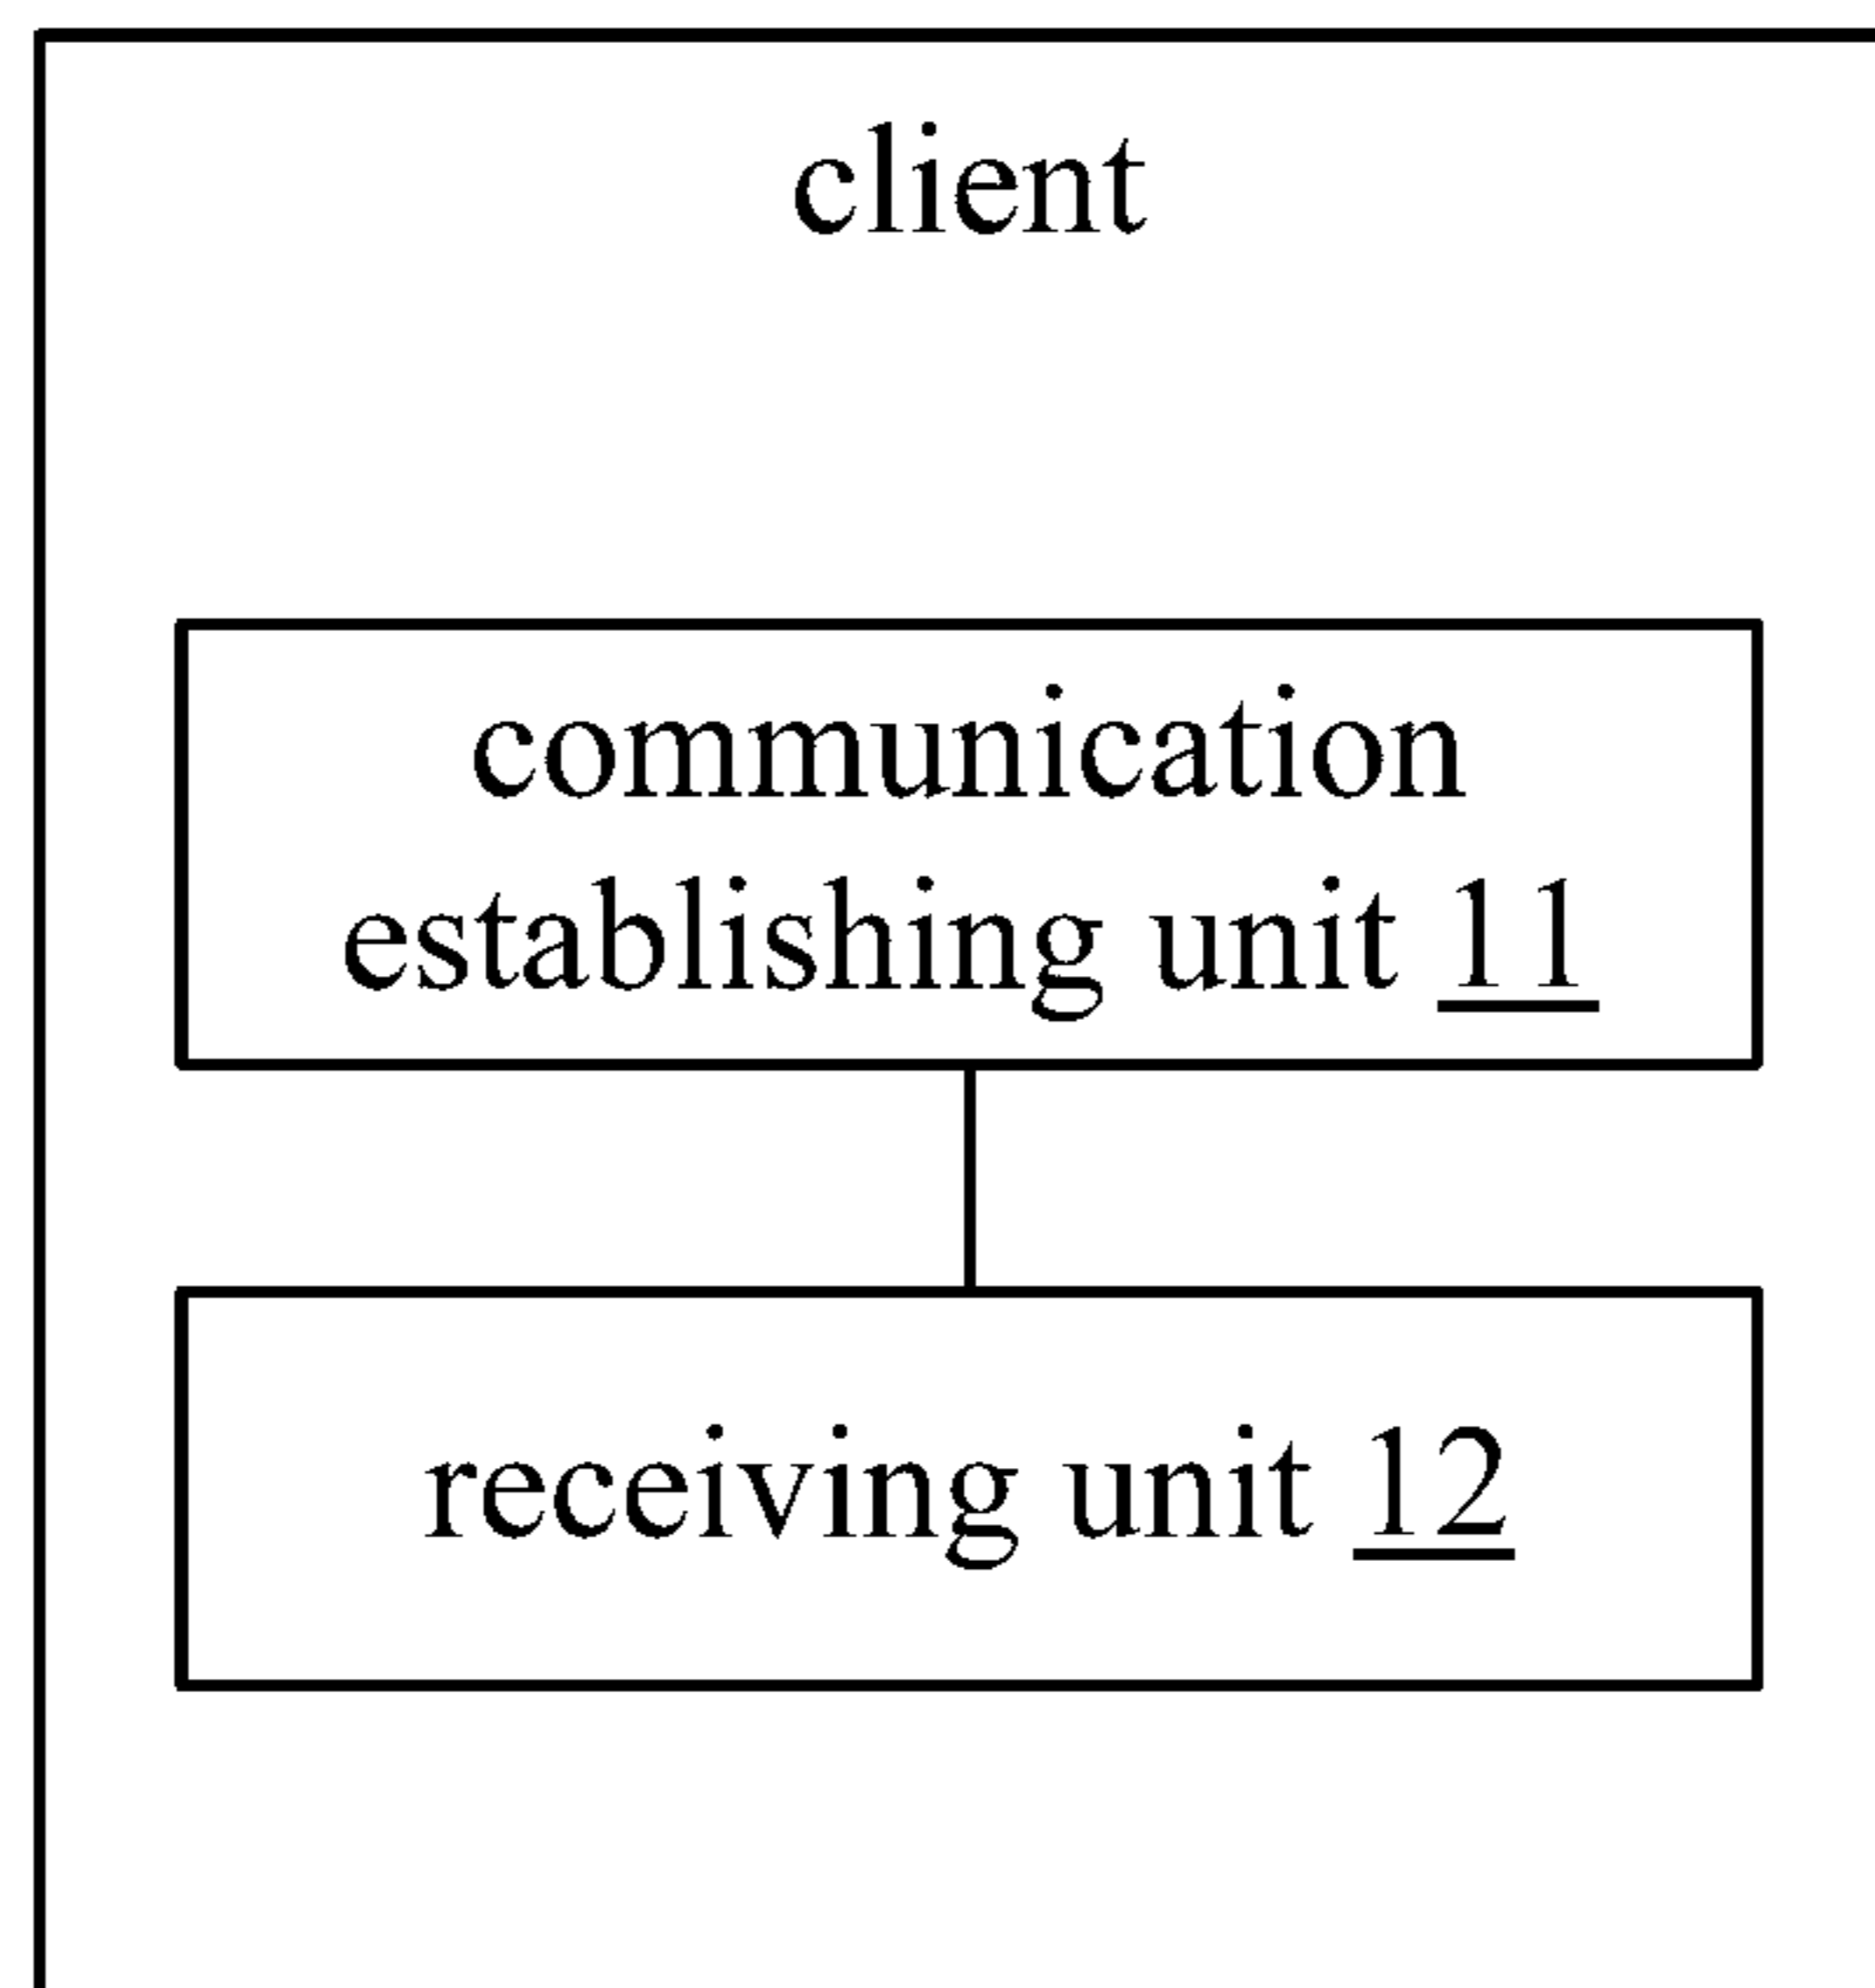 client
communication
establishing unit 11
receiving unit 12